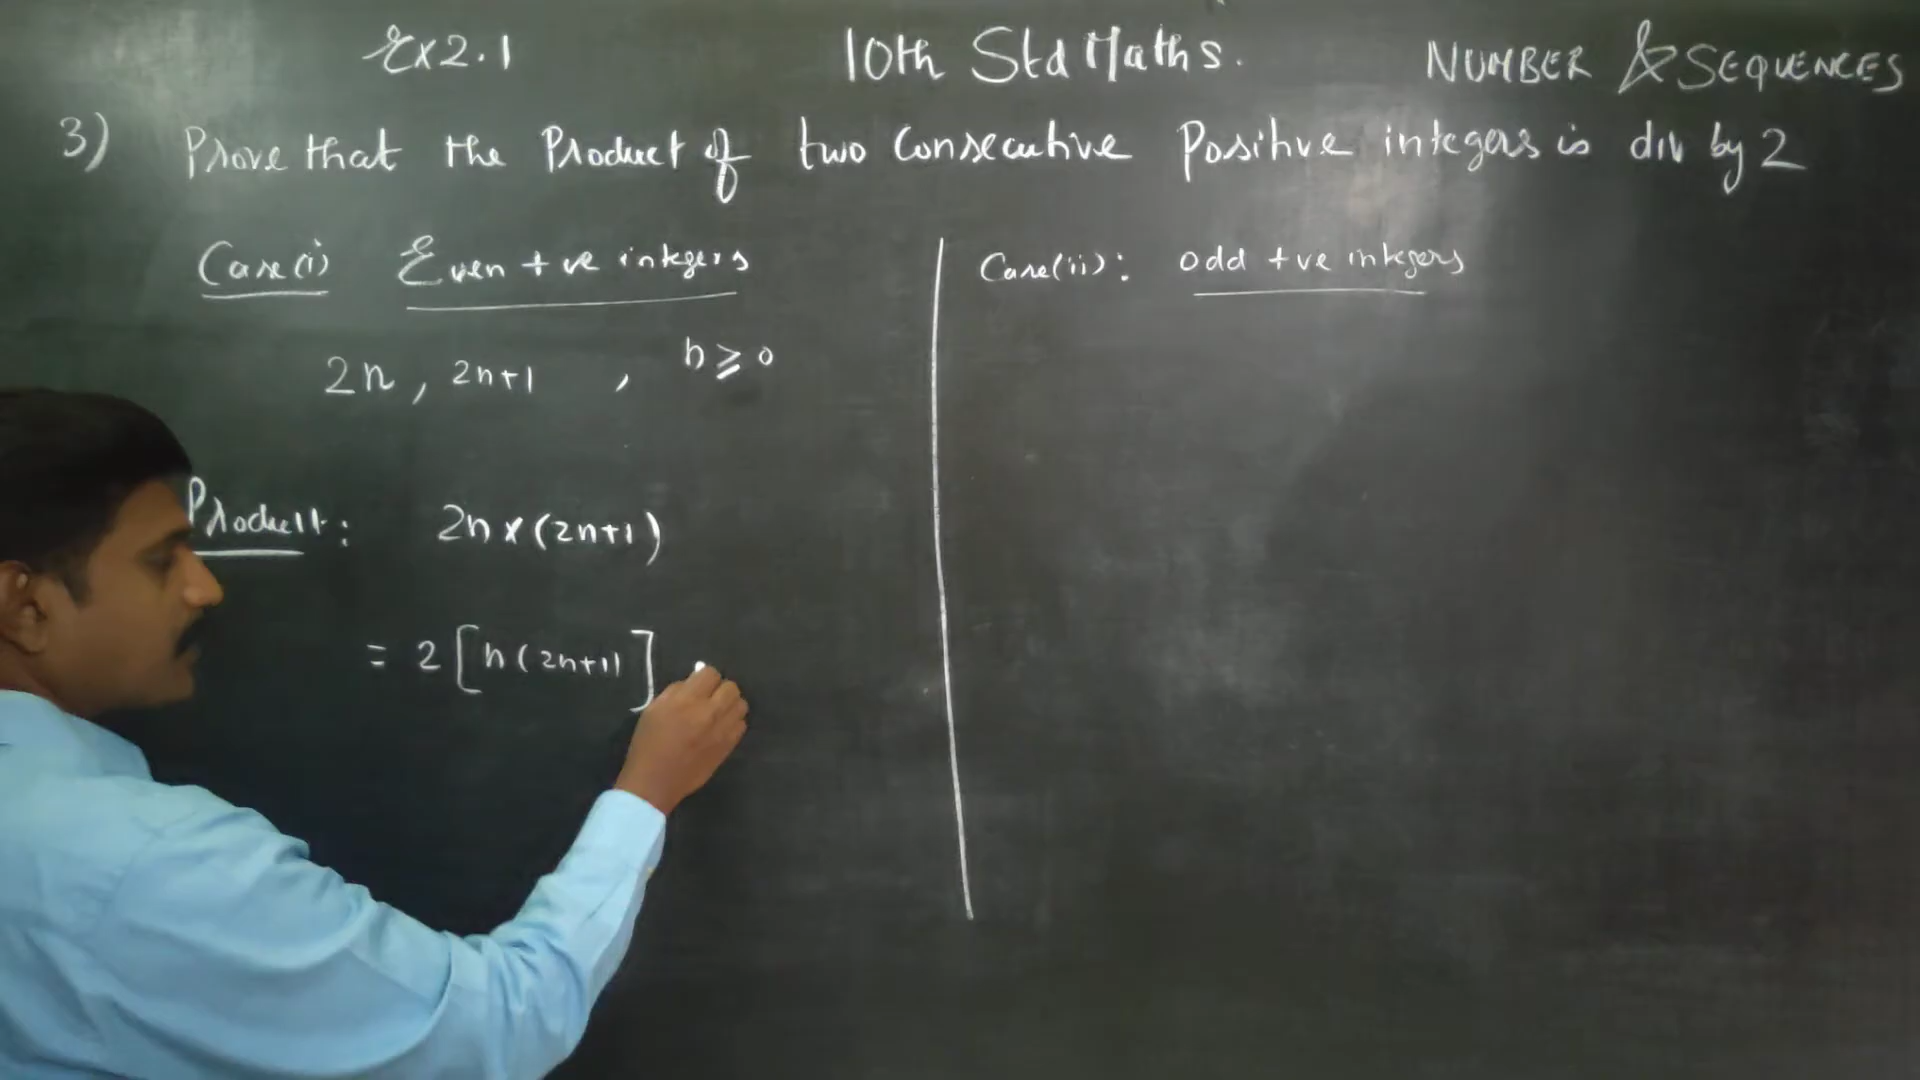 Ex 2.1 10th Std Maths. NUMBER & SEQUENCES
3) Prove that the Product of two Consecutive Positive integers is div by 2
Case(i) Even +ve integers
2n, 2n+1 , n ≥ 0
Product:  2n x (2n+1)
= 2 [n(2n+1)]
Case(ii): odd +ve integers